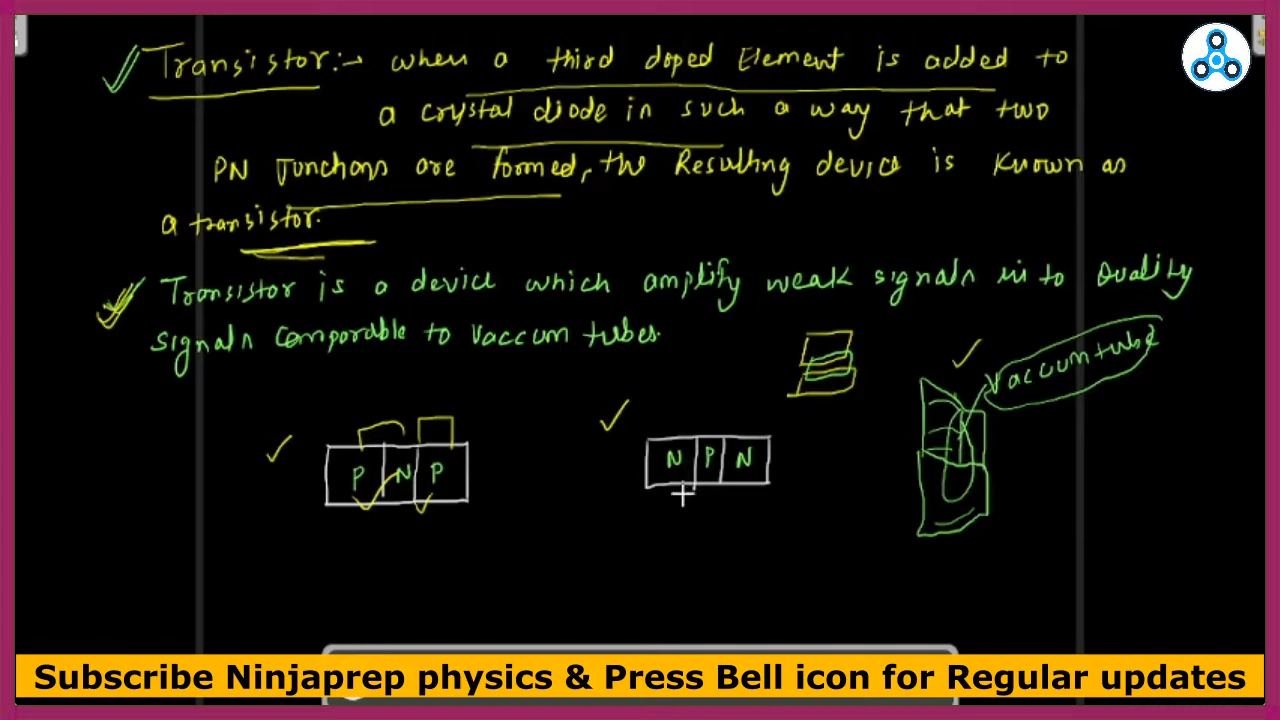 Transistor:→ when a third doped Element is added to
a crystal diode in such a way that two
PN Junctions are formed, the Resulting device is known as
a transistor.
Transistor is a device which amplify weak signals in to Quality
signals comparable to Vaccum tubes.
Vaccum tube
P N P
N P N
Subscribe Ninjaprep physics & Press Bell icon for Regular updates